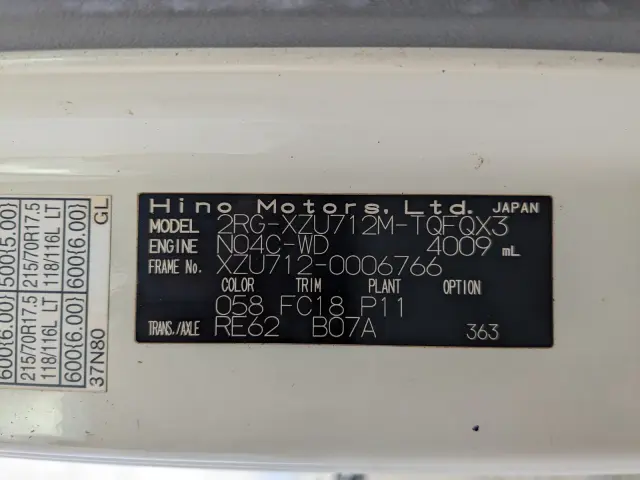 Hino Motors, Ltd. JAPAN
MODEL 2RG-XZU712M-TQFQX3
ENGINE N04C-WD 4009 mL
FRAME No. XZU712-0006766
COLOR TRIM PLANT OPTION
058 FC18 P11
TRANS./AXLE RE62 B07A 363
600(6.00) 500(5.00)
215/70R17.5 215/70R17.5
118/116L LT 118/116L LT
600(6.00) 600(6.00)
37N80 GL